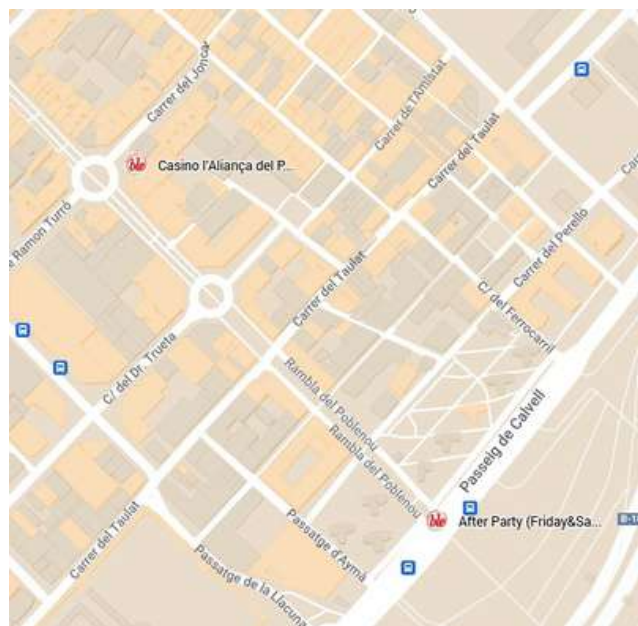 Carrer del Joncar
Carrer de l'Amistat
Casino l'Aliança del P...
Carrer del Taulat
Ramon Turró
Carrer del Perelló
Carrer del Taulat
C/ del Ferrocarril
C/ del Dr. Trueta
Rambla del Poblenou
Passeig de Calvell
Rambla del Poblenou
After Party (Friday&Sa...
Carrer del Taulat
Passatge d'Aymà
Passatge de la Llacuna